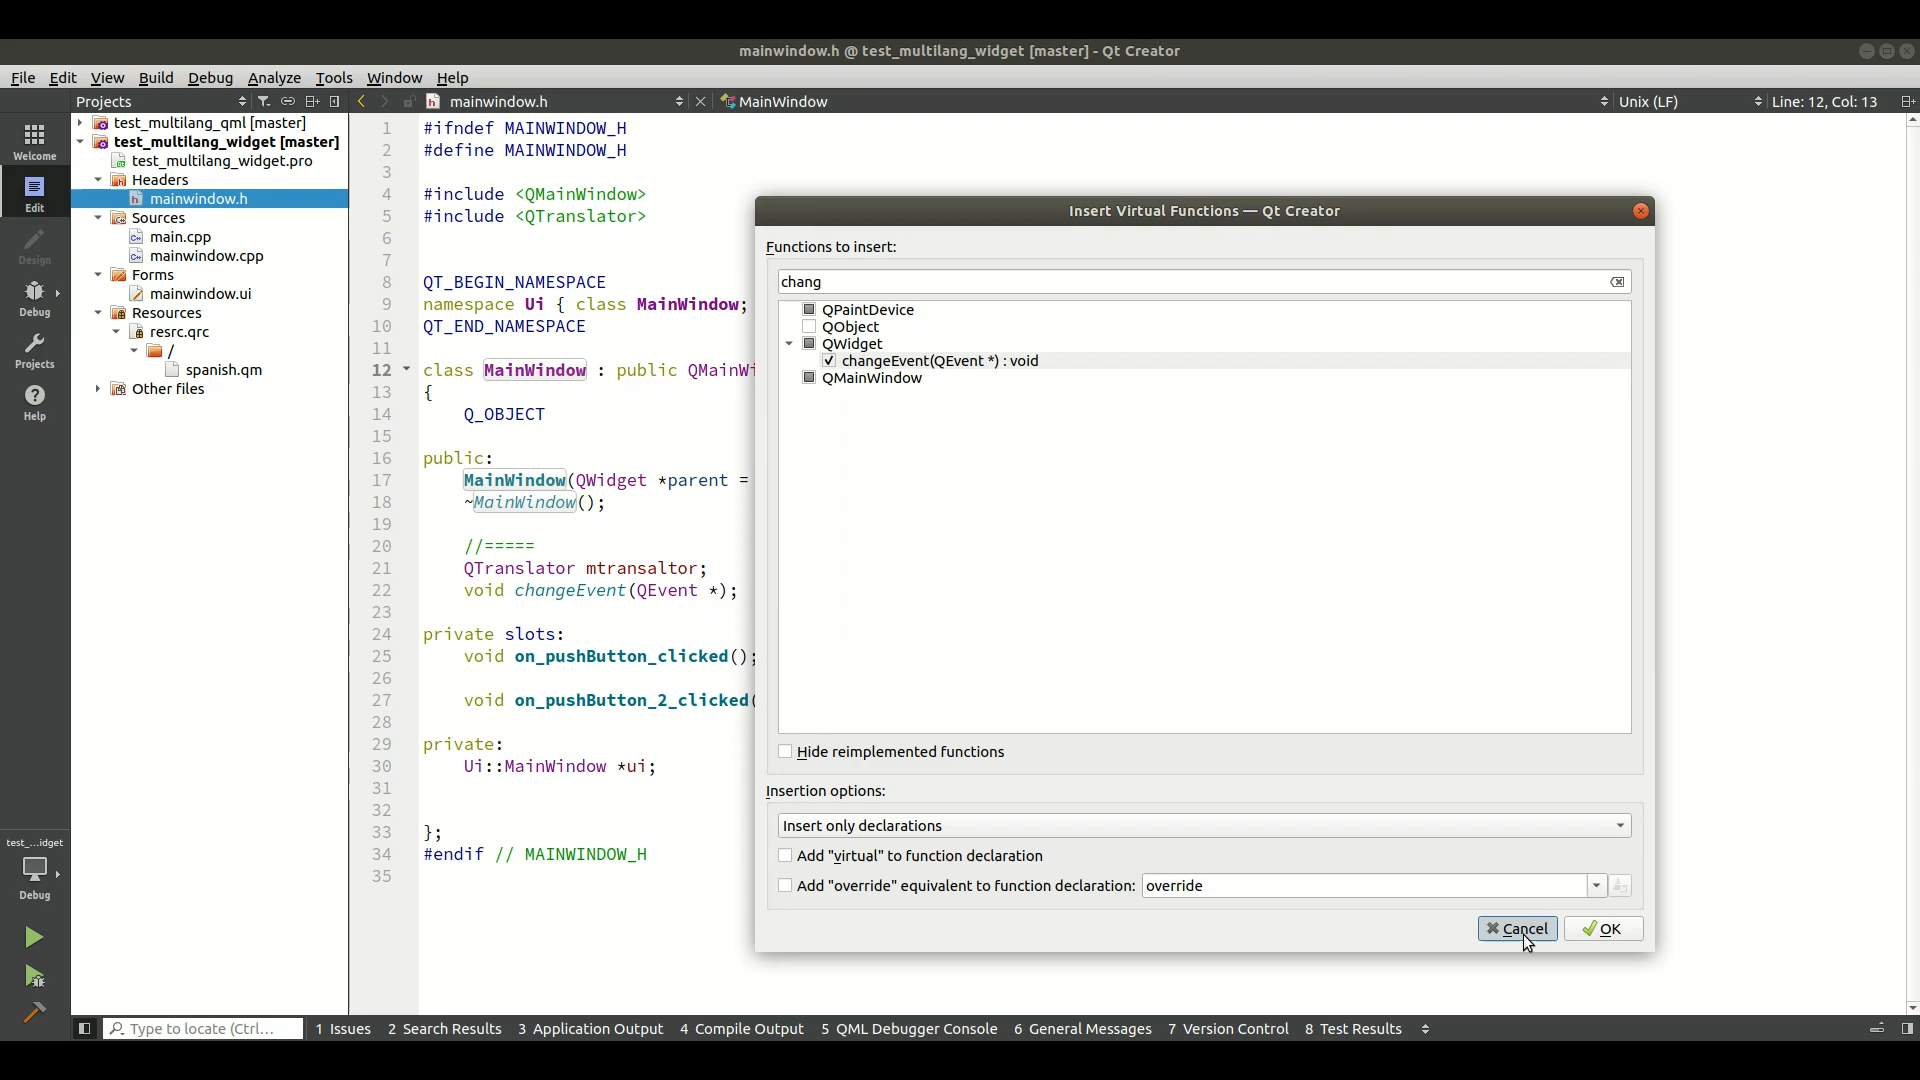 mainwindow.h @ test_multilang_widget [master] - Qt Creator
File Edit View Build Debug Analyze Tools Window Help
Projects
mainwindow.h
MainWindow
Unix (LF)
Line: 12, Col: 13
Welcome
Edit
Design
Debug
Projects
Help
test_...idget
Debug
test_multilang_qml [master]
test_multilang_widget [master]
test_multilang_widget.pro
Headers
mainwindow.h
Sources
main.cpp
mainwindow.cpp
Forms
mainwindow.ui
Resources
resrc.qrc
/
spanish.qm
Other files
1 #ifndef MAINWINDOW_H
2 #define MAINWINDOW_H
3
4 #include <QMainWindow>
5 #include <QTranslator>
6
7
8 QT_BEGIN_NAMESPACE
9 namespace Ui { class MainWindow;
10 QT_END_NAMESPACE
11
12 class MainWindow : public QMainWi
13 {
14 Q_OBJECT
15
16 public:
17 MainWindow(QWidget *parent =
18 ~MainWindow();
19
20 //=====
21 QTranslator mtransaltor;
22 void changeEvent(QEvent *);
23
24 private slots:
25 void on_pushButton_clicked();
26
27 void on_pushButton_2_clicked(
28
29 private:
30 Ui::MainWindow *ui;
31
32
33 };
34 #endif // MAINWINDOW_H
35
Insert Virtual Functions — Qt Creator
Functions to insert:
chang
QPaintDevice
QObject
QWidget
changeEvent(QEvent *) : void
QMainWindow
Hide reimplemented functions
Insertion options:
Insert only declarations
Add "virtual" to function declaration
Add "override" equivalent to function declaration: override
Cancel OK
Type to locate (Ctrl... 1 Issues 2 Search Results 3 Application Output 4 Compile Output 5 QML Debugger Console 6 General Messages 7 Version Control 8 Test Results